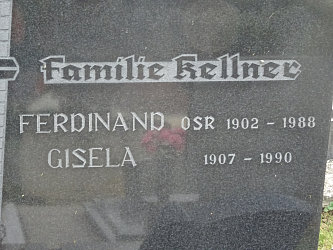 Familie Kellner
FERDINAND OSR 1902 - 1988
GISELA 1907 - 1990